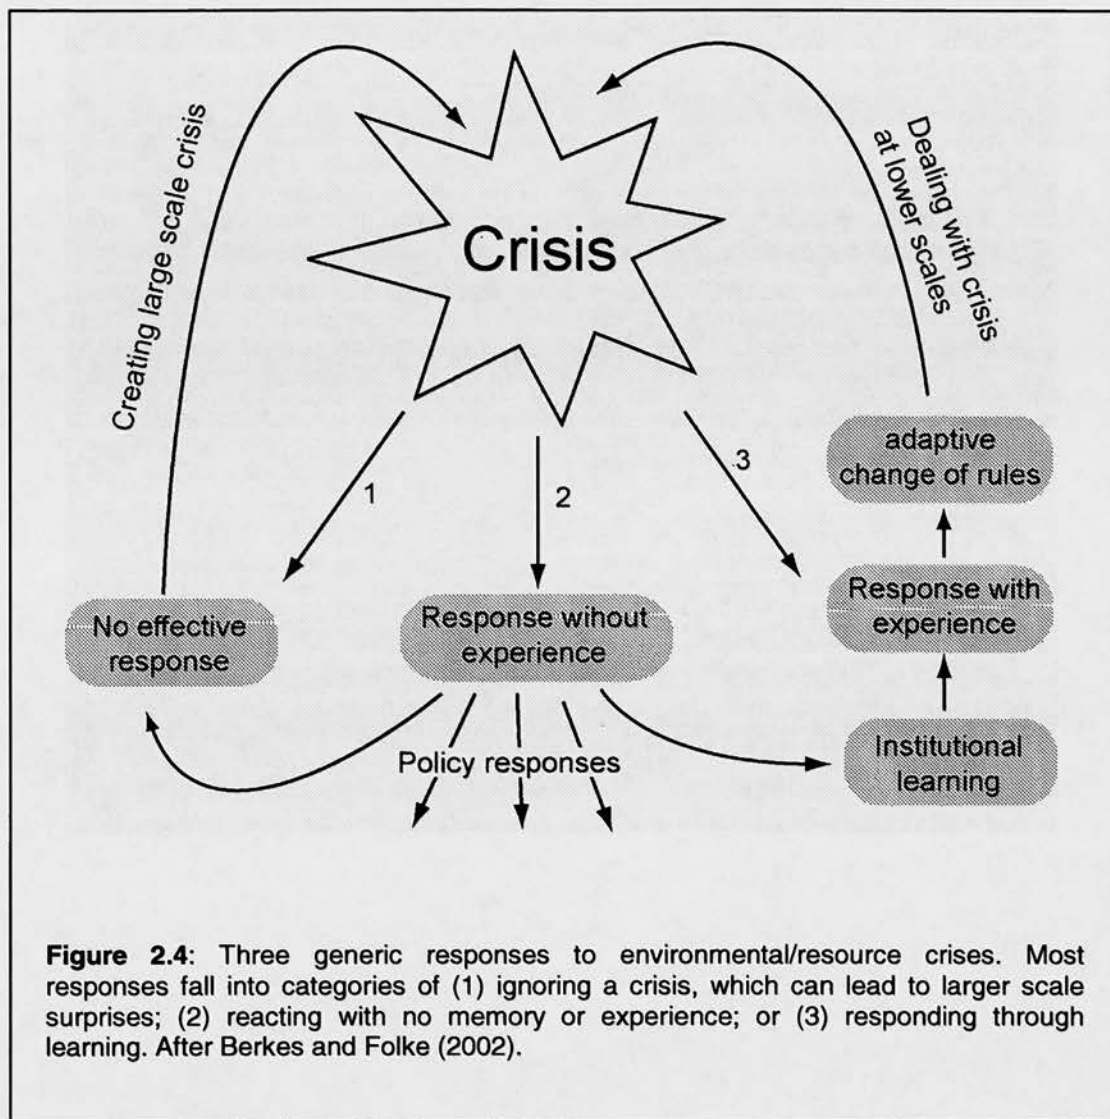 Creating large scale crisis
Dealing with crisis
at lower scales
Crisis
1
2
3
adaptive
change of rules
No effective
response
Response wihout
experience
Response with
experience
Policy responses
Institutional
learning
Figure 2.4: Three generic responses to environmental/resource crises. Most
responses fall into categories of (1) ignoring a crisis, which can lead to larger scale
surprises; (2) reacting with no memory or experience; or (3) responding through
learning. After Berkes and Folke (2002).